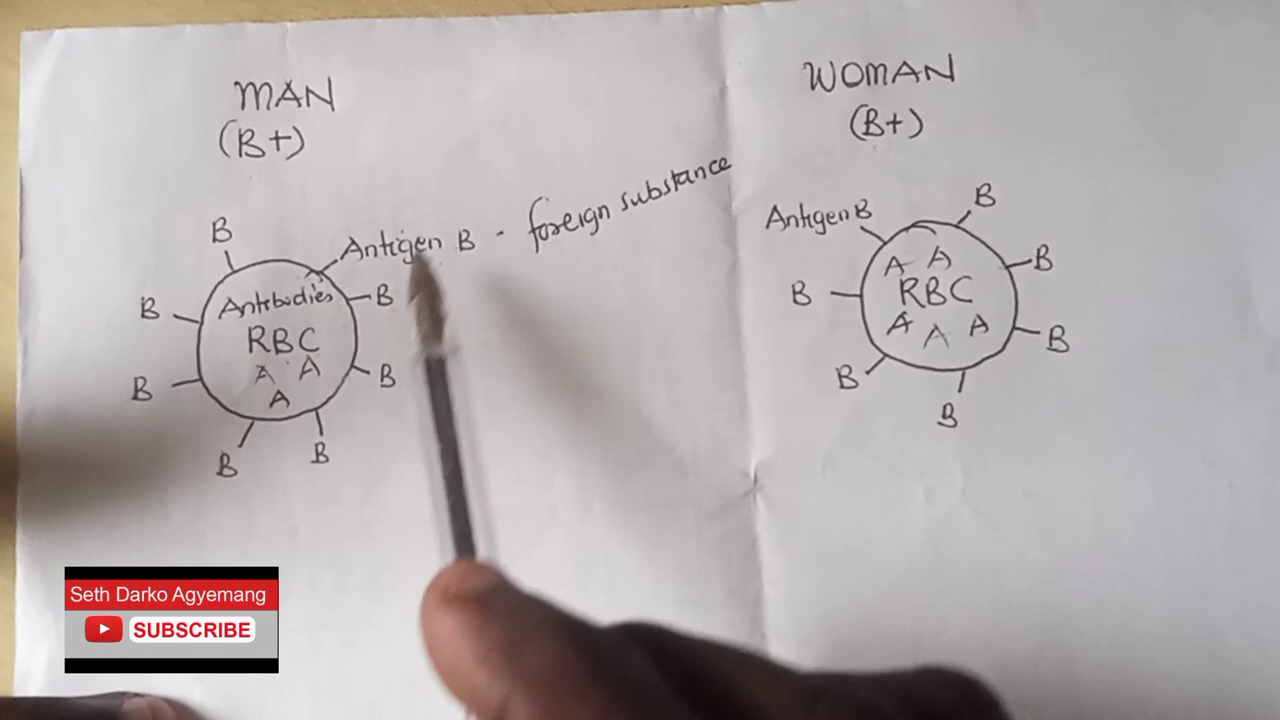 MAN
(B+)
WOMAN
(B+)
B
Antigen B - foreign substance
B
B
B
B
B
B
B
Antibodies
RBC
A A
A
Antigen B
B
B
B
B
B
B
A A
RBC
A A A
Seth Darko Agyemang
SUBSCRIBE